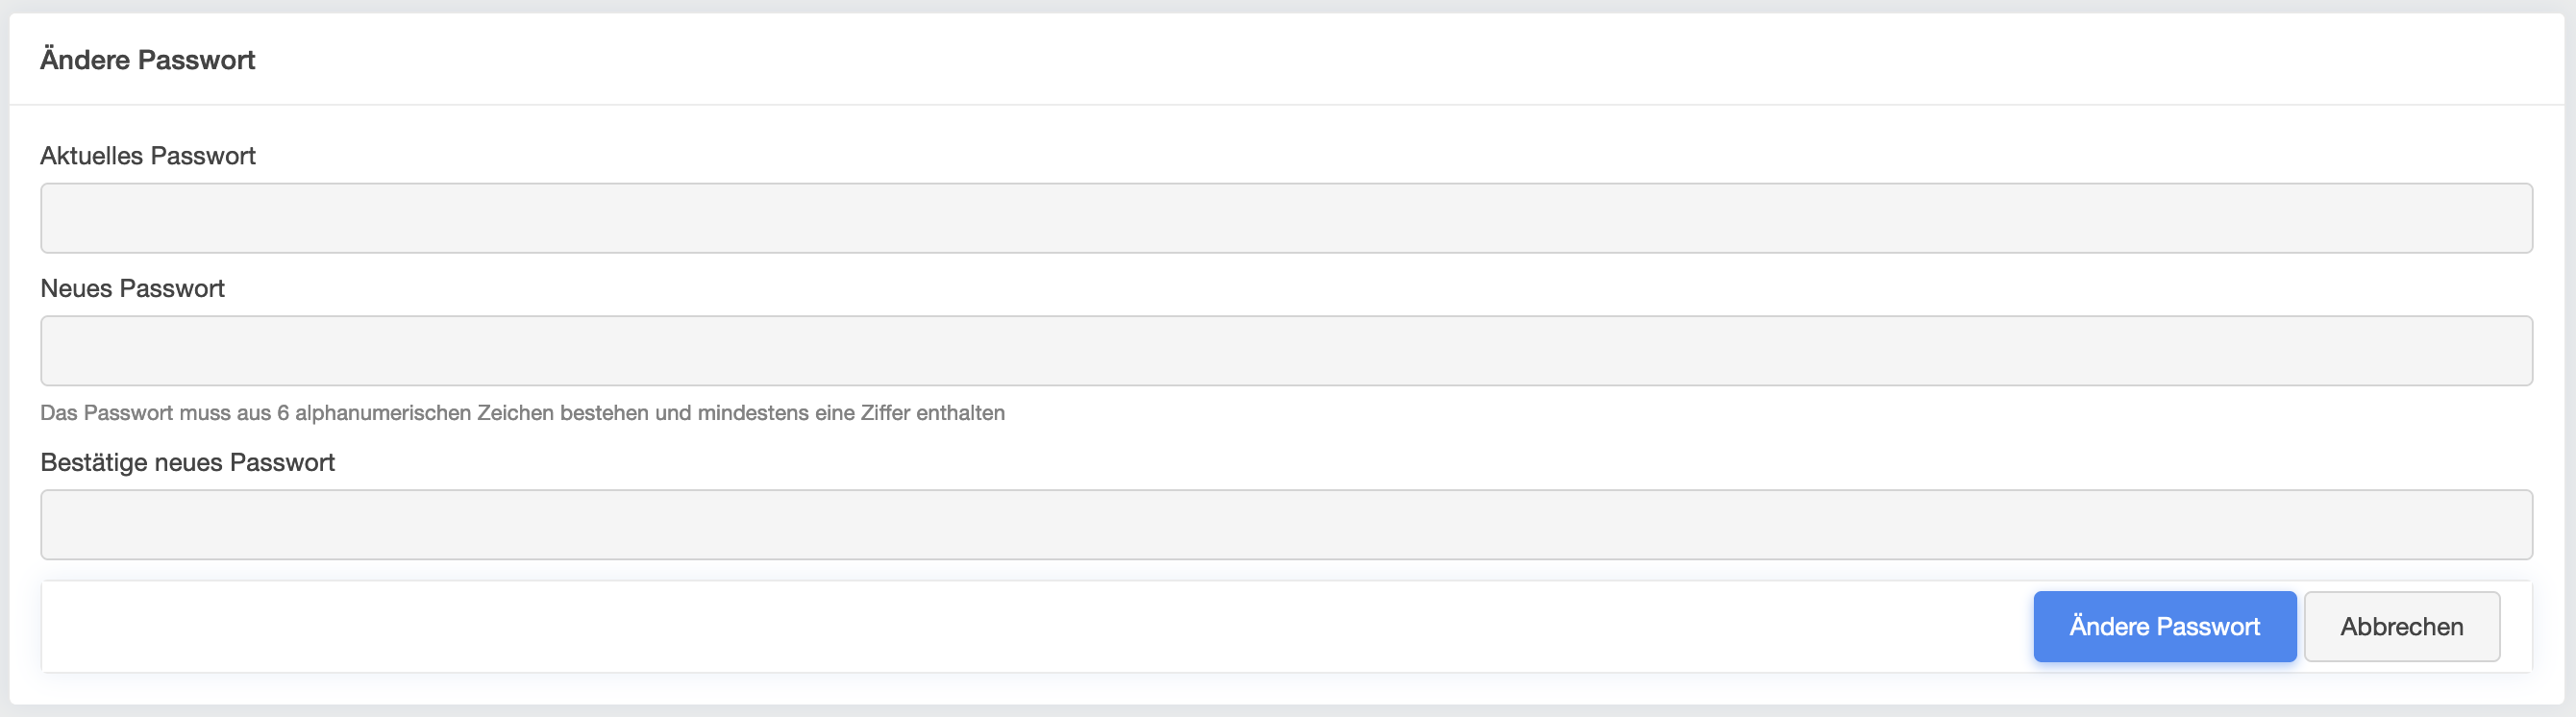 Ändere Passwort
Aktuelles Passwort
Neues Passwort
Das Passwort muss aus 6 alphanumerischen Zeichen bestehen und mindestens eine Ziffer enthalten
Bestätige neues Passwort
Ändere Passwort Abbrechen